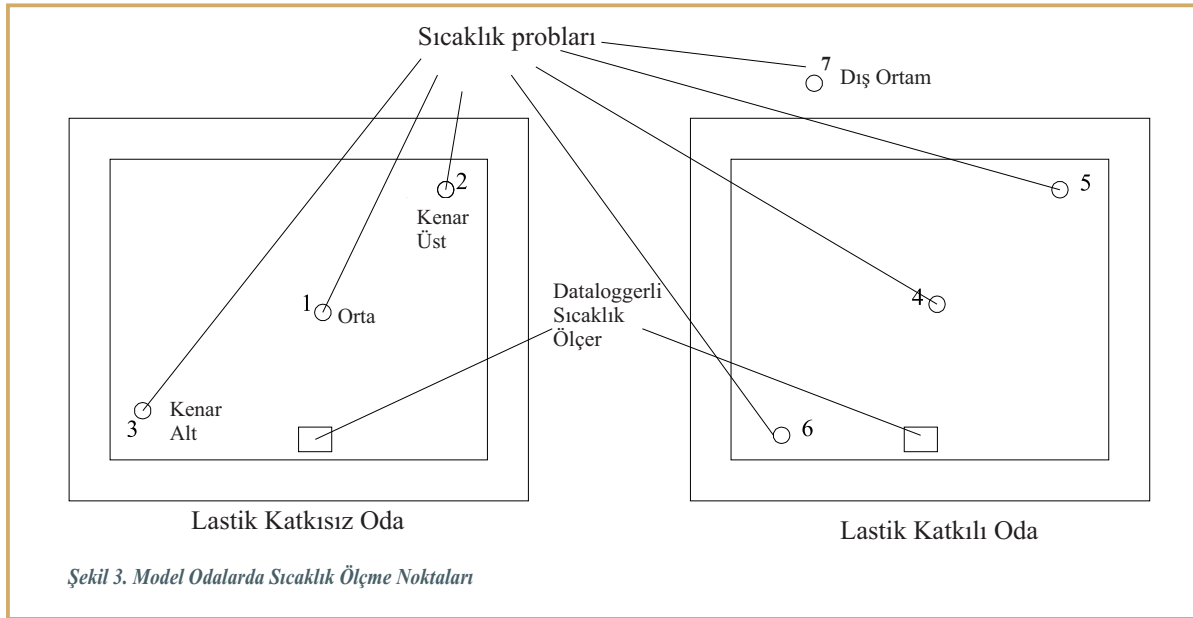 Sıcaklık probları
7
Dış Ortam
2
Kenar
Üst
5
1
Orta
Dataloggerli
Sıcaklık
Ölçer
4
3
Kenar
Alt
6
Lastik Katkısız Oda
Lastik Katkılı Oda
Şekil 3. Model Odalarda Sıcaklık Ölçme Noktaları